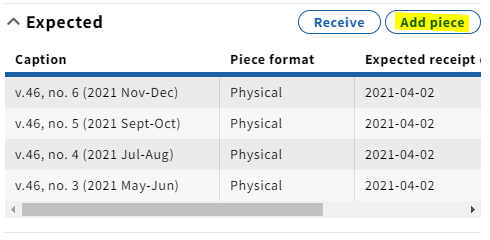 Expected Receive Add piece
Caption Piece format Expected receipt
v.46, no. 6 (2021 Nov-Dec) Physical 2021-04-02
v.46, no. 5 (2021 Sept-Oct) Physical 2021-04-02
v.46, no. 4 (2021 Jul-Aug) Physical 2021-04-02
v.46, no. 3 (2021 May-Jun) Physical 2021-04-02